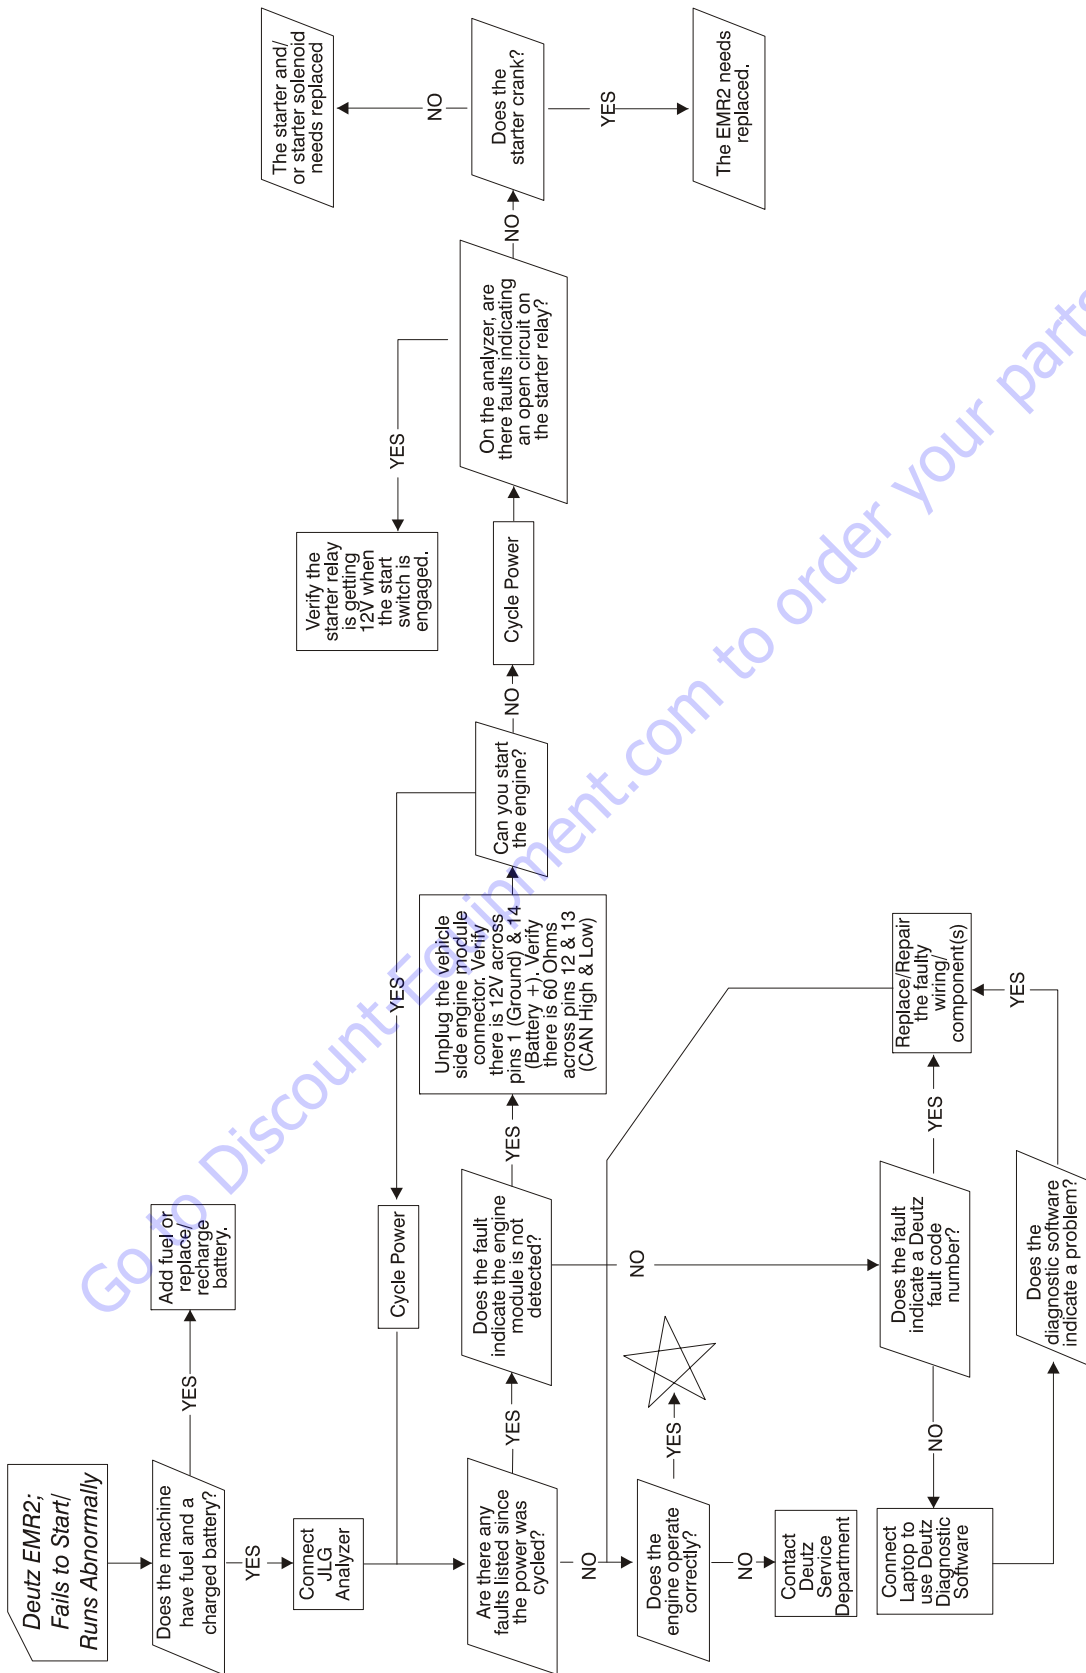 Deutz EMR2;
Fails to Start/
Runs Abnormally
Does the machine
have fuel and a
charged battery?
YES
Add fuel or
replace/
recharge
battery.
YES
Connect
JLG
Analyzer
Cycle Power
Are there any
faults listed since
the power was
cycled?
YES
Does the fault
indicate the engine
module is not
detected?
YES
Unplug the vehicle
side engine module
connector. Verify
there is 12V across
pins 1 (Ground) & 14
(Battery +). Verify
there is 60 Ohms
across pins 12 & 13
(CAN High & Low)
Can you start
the engine?
YES
NO
Cycle Power
On the analyzer, are
there faults indicating
an open circuit on
the starter relay?
YES
Verify the
starter relay
is getting
12V when
the start
switch is
engaged.
NO
Does the
starter crank?
NO
The starter and/
or starter solenoid
needs replaced
YES
The EMR2 needs
replaced.
NO
Does the
engine operate
correctly?
YES
NO
Contact
Deutz
Service
Department
NO
Does the fault
indicate a Deutz
fault code
number?
YES
Replace/Repair
the faulty
wiring/
component(s)
NO
Connect
Laptop to
use Deutz
Diagnostic
Software
Does the
diagnostic software
indicate a problem?
YES
Go to Discount-Equipment.com to order your parts